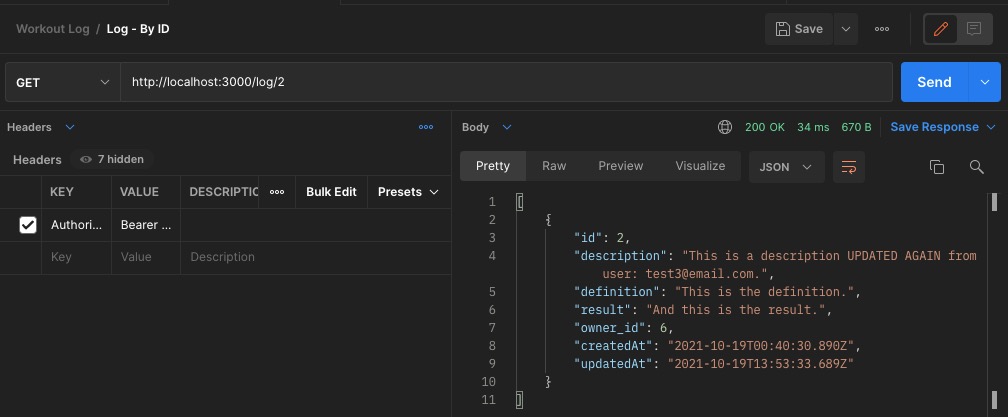 Workout Log / Log - By ID
Save
GET http://localhost:3000/log/2 Send
Headers
Headers 7 hidden
KEY VALUE DESCRIPTIC Bulk Edit Presets
Authori... Bearer ...
Key Value Description
Body 200 OK 34 ms 670 B Save Response
Pretty Raw Preview Visualize JSON
1 [
2 {
3 "id": 2,
4 "description": "This is a description UPDATED AGAIN from
user: test3@email.com.",
5 "definition": "This is the definition.",
6 "result": "And this is the result.",
7 "owner_id": 6,
8 "createdAt": "2021-10-19T00:40:30.890Z",
9 "updatedAt": "2021-10-19T13:53:33.689Z"
10 }
11 ]